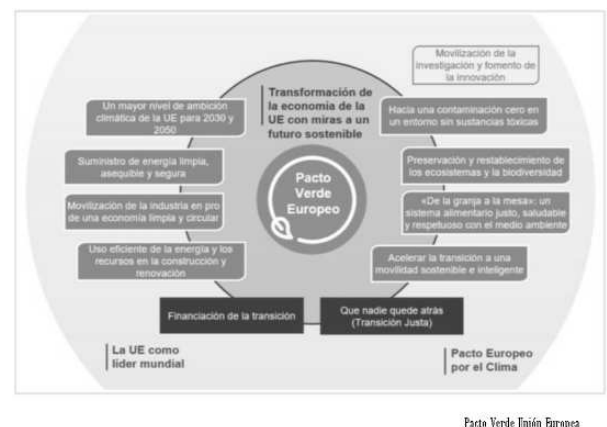 Movilización de la
investigación y fomento de
la innovación
Transformación de
la economía de la
UE con miras a un
futuro sostenible
Un mayor nivel de ambición
climática de la UE para 2030 y
2050
Hacia una contaminación cero en
un entorno sin sustancias tóxicas
Suministro de energía limpia,
asequible y segura
Preservación y restablecimiento de
los ecosistemas y la biodiversidad
Pacto
Verde
Europeo
Movilización de la industria en pro
de una economía limpia y circular
«De la granja a la mesa»: un
sistema alimentario justo, saludable
y respetuoso con el medio ambiente
Uso eficiente de la energía y los
recursos en la construcción y
renovación
Acelerar la transición a una
movilidad sostenible e inteligente
Financiación de la transición
Que nadie quede atrás
(Transición Justa)
La UE como
líder mundial
Pacto Europeo
por el Clima
Pacto Verde Unión Europea